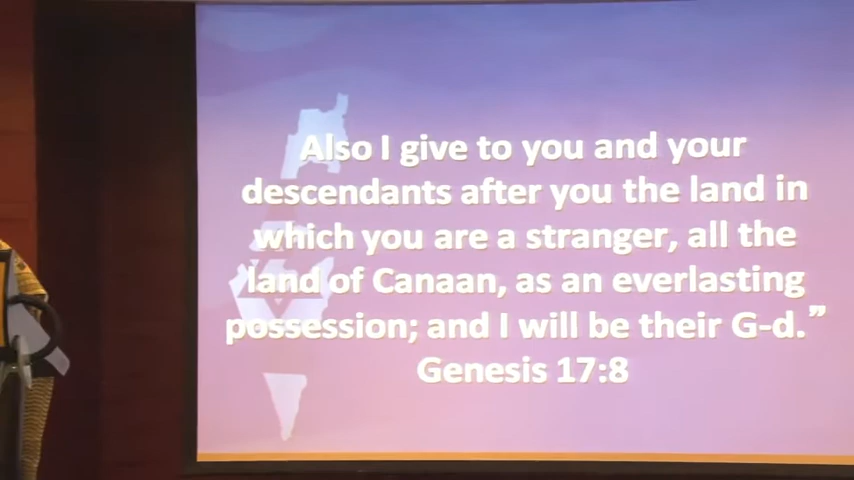 Also I give to you and your
descendants after you the land in
which you are a stranger, all the
land of Canaan, as an everlasting
possession; and I will be their G-d.”
Genesis 17:8